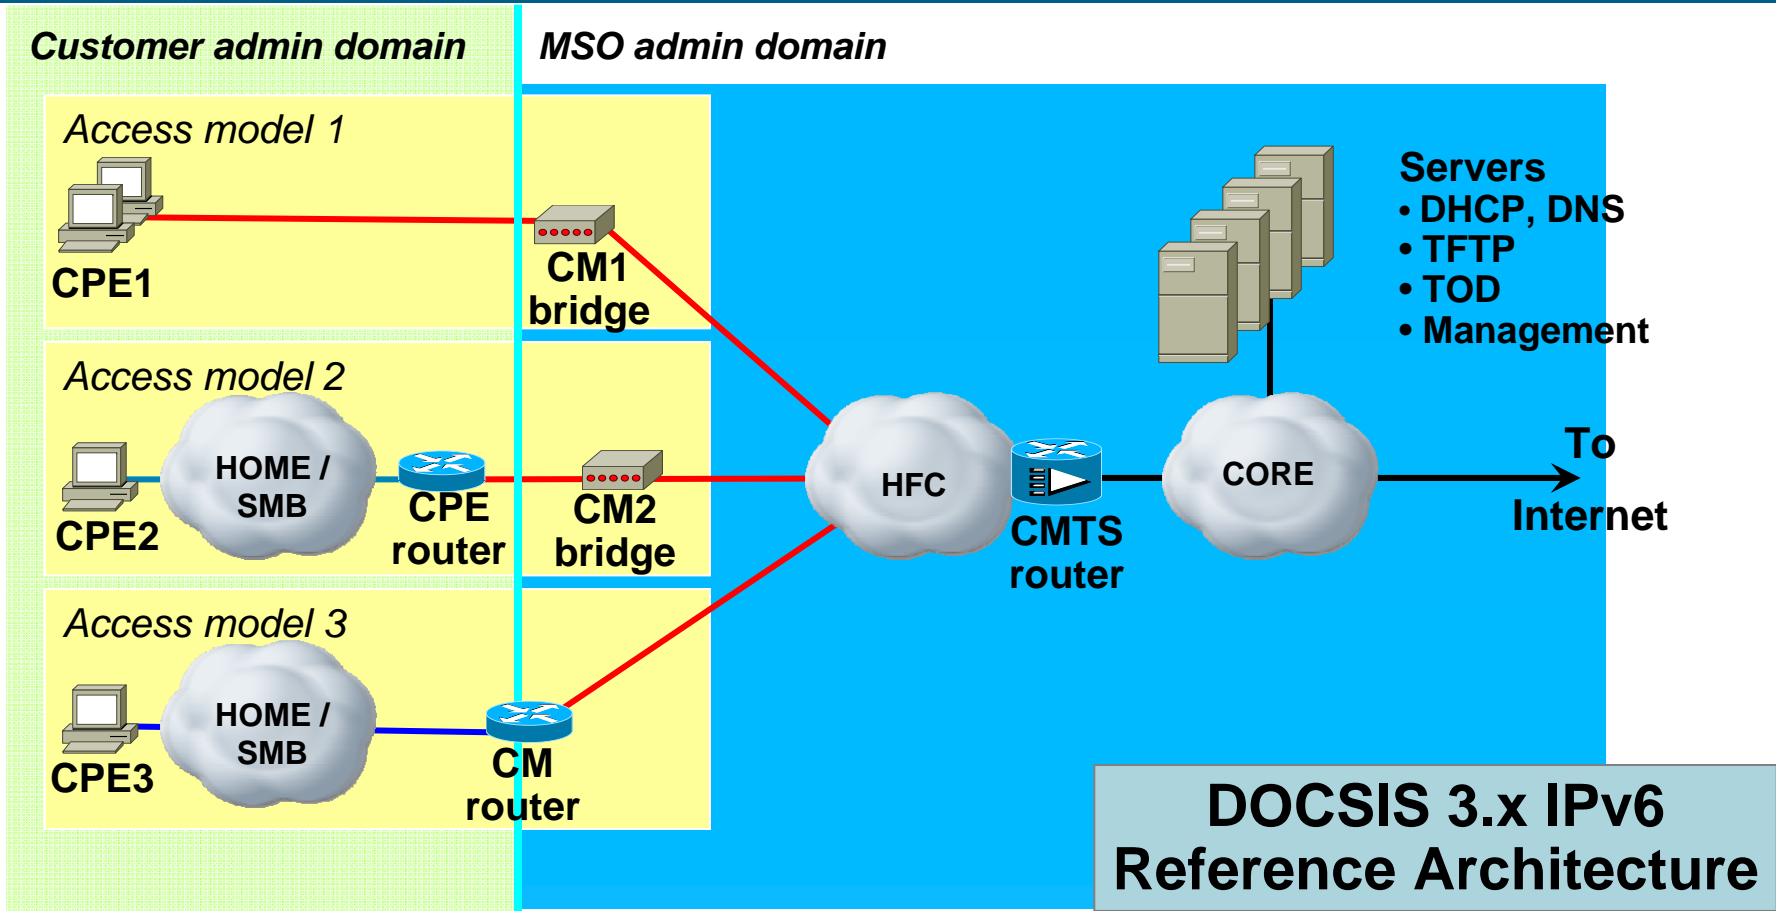 Customer admin domain
MSO admin domain
Access model 1
CPE1
CM1
bridge
Access model 2
HOME /
SMB
CPE2
CPE
router
CM2
bridge
Access model 3
HOME /
SMB
CPE3
CM
router
HFC
CMTS
router
CORE
Servers
• DHCP, DNS
• TFTP
• TOD
• Management
To
Internet
DOCSIS 3.x IPv6
Reference Architecture